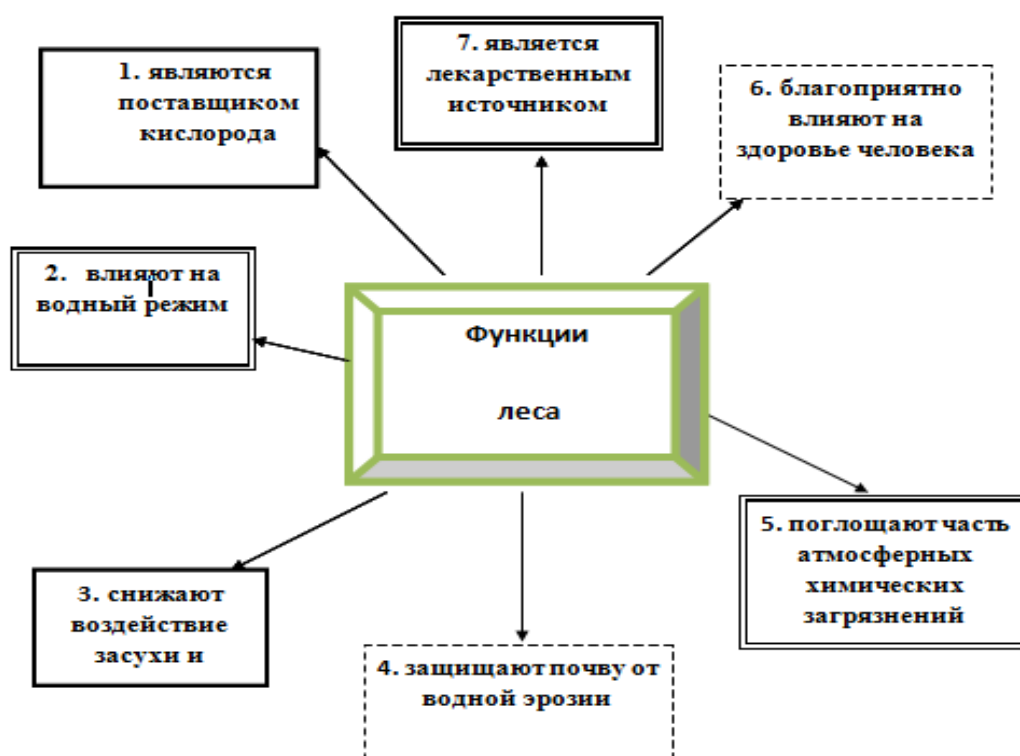 1. являются
поставщиком
кислорода
7. является
лекарственным
источником
6. благоприятно
влияют на
здоровье человека
2. влияют на
водный режим
Функции
леса
3. снижают
воздействие
засухи и
4. защищают почву от
водной эрозии
5. поглощают часть
атмосферных
химических
загрязнений